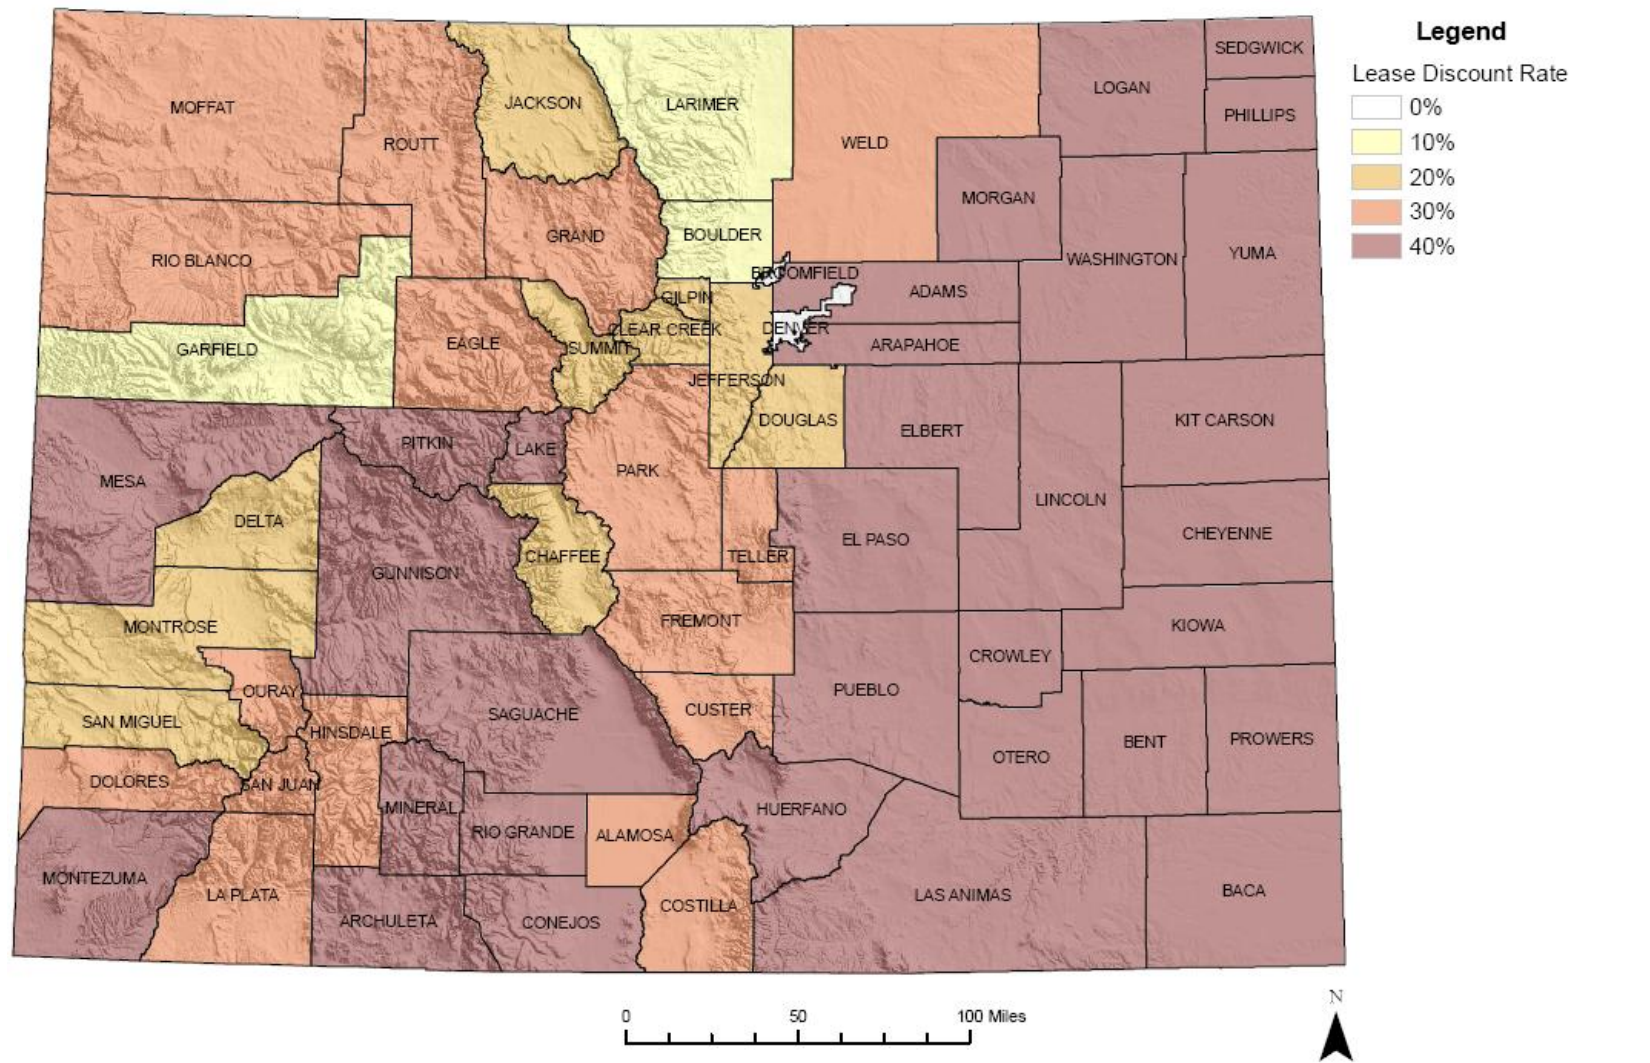 Legend
Lease Discount Rate
0%
10%
20%
30%
40%
SEDGWICK
LOGAN
PHILLIPS
MOFFAT
JACKSON
LARIMER
ROUTT
WELD
MORGAN
GRAND
BOULDER
RIO BLANCO
WASHINGTON
YUMA
BROOMFIELD
GILPIN
ADAMS
CLEAR CREEK
DENVER
GARFIELD
EAGLE
SUMMIT
ARAPAHOE
JEFFERSON
DOUGLAS
ELBERT
KIT CARSON
PITKIN
LAKE
PARK
MESA
LINCOLN
DELTA
CHEYENNE
EL PASO
CHAFFEE
TELLER
GUNNISON
MONTROSE
FREMONT
KIOWA
CROWLEY
OURAY
PUEBLO
SAN MIGUEL
SAGUACHE
CUSTER
HINSDALE
OTERO
BENT
PROWERS
DOLORES
SAN JUAN
MINERAL
RIO GRANDE
ALAMOSA
HUERFANO
MONTEZUMA
LA PLATA
ARCHULETA
CONEJOS
COSTILLA
LAS ANIMAS
BACA
N
0 50 100 Miles